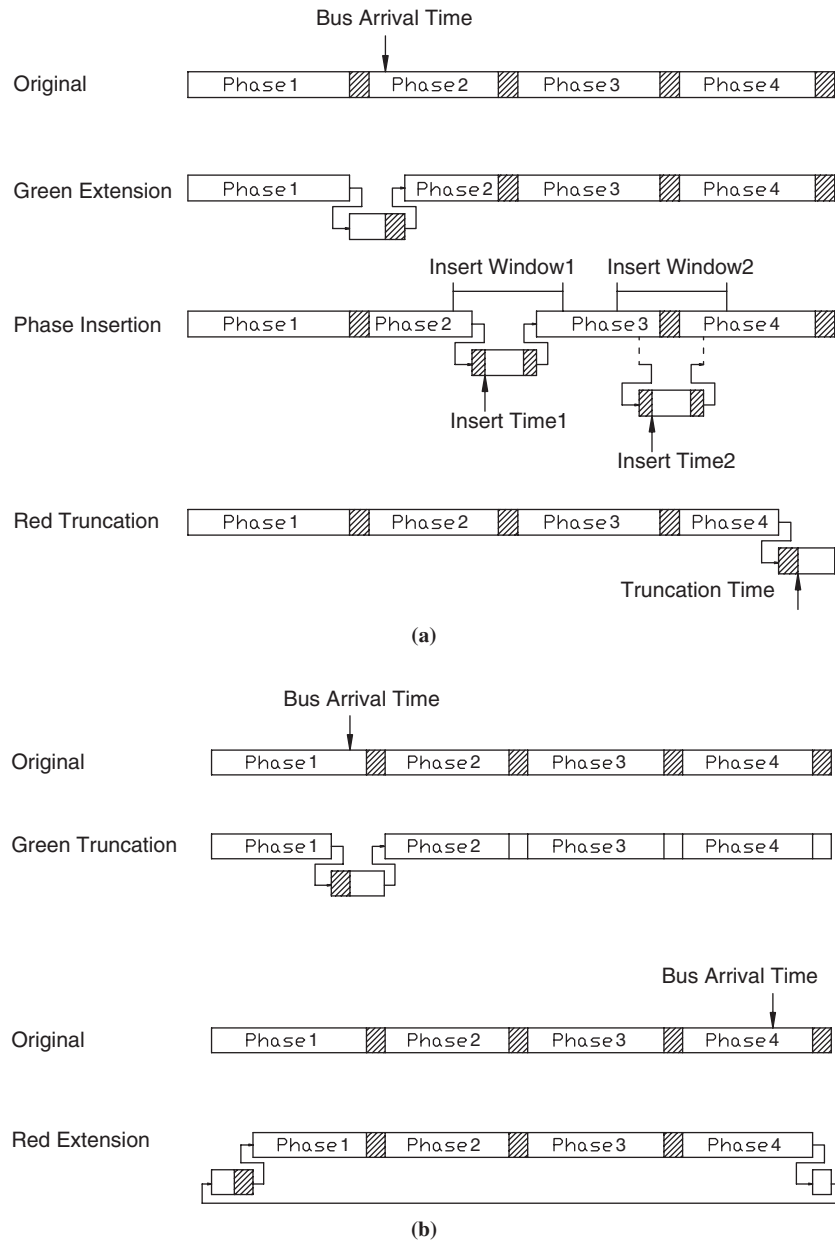 Bus Arrival Time
Original Phase1 Phase2 Phase3 Phase4
Green Extension Phase1 Phase2 Phase3 Phase4
Insert Window1 Insert Window2
Phase Insertion Phase1 Phase2 Phase3 Phase4
Insert Time1
Insert Time2
Red Truncation Phase1 Phase2 Phase3 Phase4
Truncation Time
(a)
Bus Arrival Time
Original Phase1 Phase2 Phase3 Phase4
Green Truncation Phase1 Phase2 Phase3 Phase4
Bus Arrival Time
Original Phase1 Phase2 Phase3 Phase4
Red Extension Phase1 Phase2 Phase3 Phase4
(b)